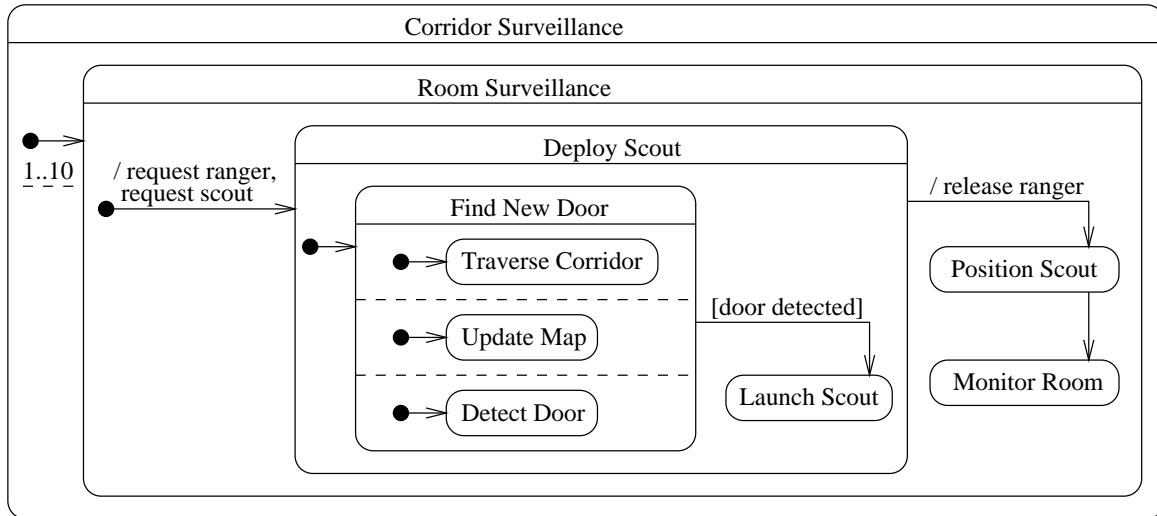 Corridor Surveillance
Room Surveillance
1..10
/ request ranger,
request scout
Deploy Scout
Find New Door
Traverse Corridor
Update Map
Detect Door
[door detected]
Launch Scout
/ release ranger
Position Scout
Monitor Room